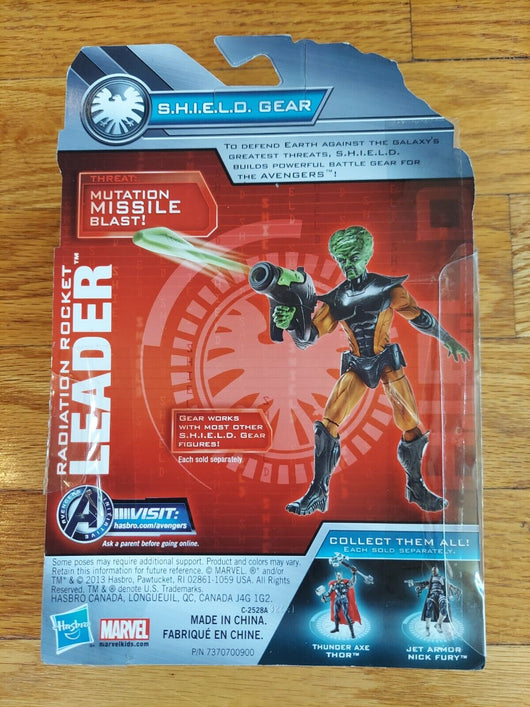 S.H.I.E.L.D. GEAR
TO DEFEND EARTH AGAINST THE GALAXY'S
GREATEST THREATS, S.H.I.E.L.D.
BUILDS POWERFUL BATTLE GEAR FOR
THE AVENGERS™!
THREAT:
MUTATION
MISSILE
BLAST!
RADIATION ROCKET™
LEADER
GEAR WORKS
WITH MOST OTHER
S.H.I.E.L.D. GEAR
FIGURES!
Each sold separately.
VISIT:
hasbro.com/avengers
Ask a parent before going online.
COLLECT THEM ALL!
EACH SOLD SEPARATELY.
Some poses may require additional support. Product and colors may vary.
Retain this information for future reference. © MARVEL. ®* and/or
TM* & © 2013 Hasbro, Pawtucket, RI 02861-1059 USA. All Rights
Reserved. TM & ® denote U.S. Trademarks.
HASBRO CANADA, LONGUEUIL, QC, CANADA J4G 1G2.
C-2528A
MADE IN CHINA.
FABRIQUÉ EN CHINE.
P/N 7370700900
Hasbro
MARVEL
marvelkids.com
THUNDER AXE
THOR™
JET ARMOR
NICK FURY™